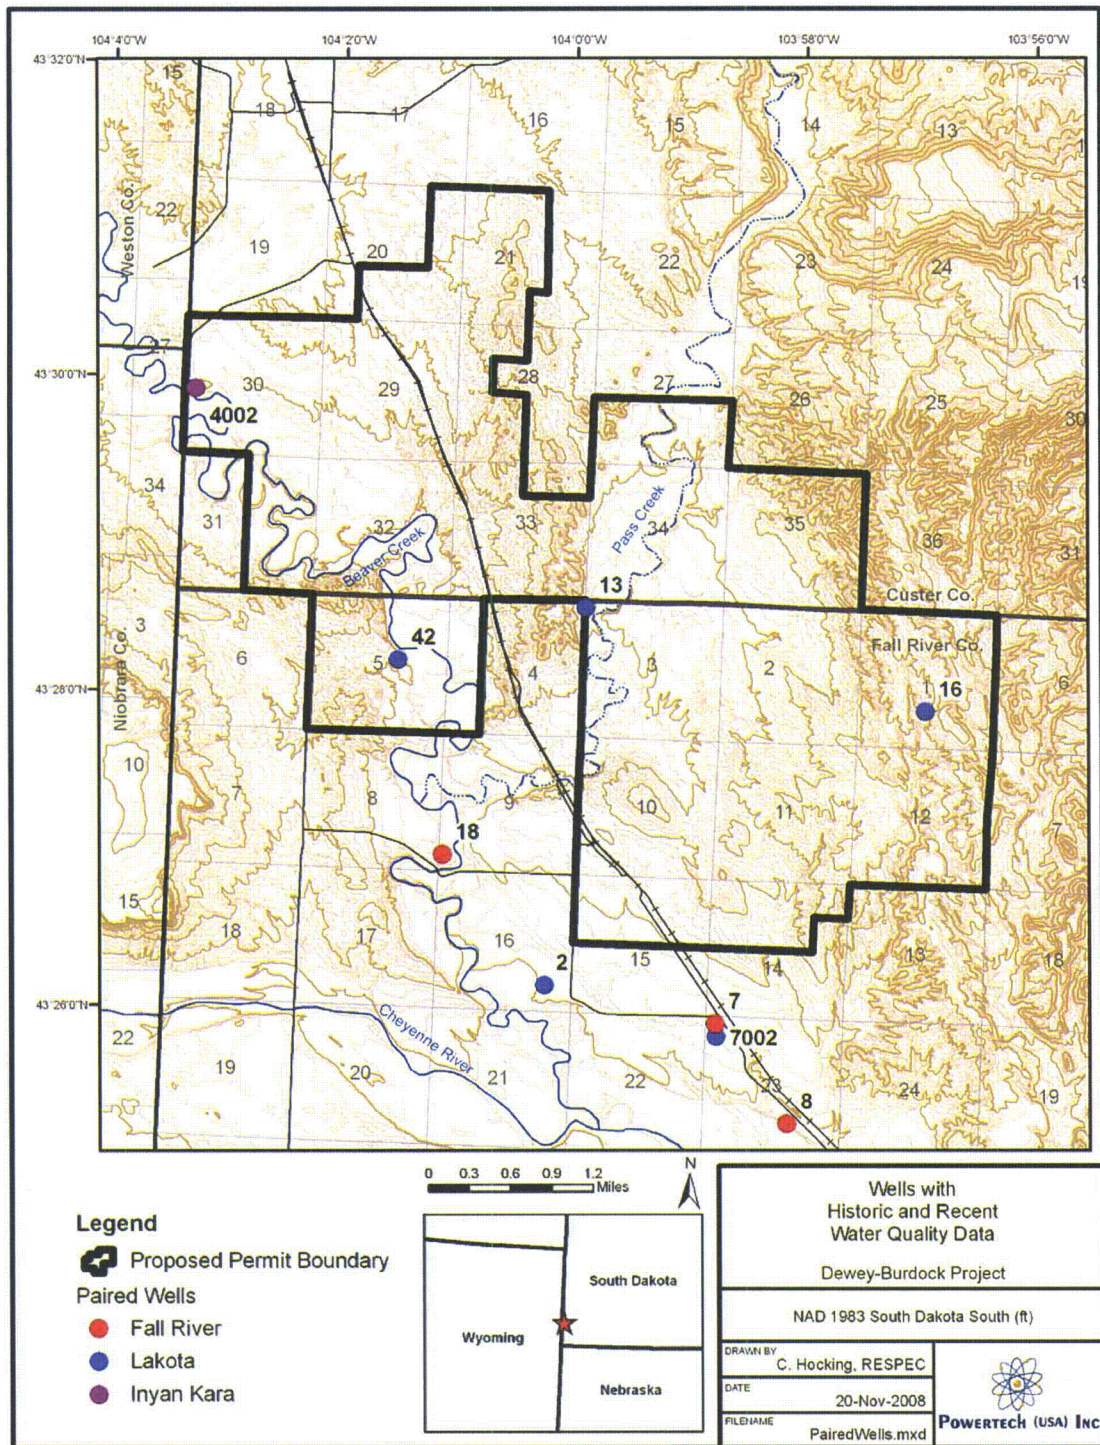 104°4'0"W 104°2'0"W 104°0'0"W 103°58'0"W 103°56'0"W
43°32'0"N
15 18 17 16 15 14 13
Weston Co.
22 19 20 21 22 23 24 19
43°30'0"N
27 30 29 28 27 26 25 30
4002
34 31 32 33 34 35 36 31
Beaver Creek
Pass Creek
13
Custer Co.
Niobrara Co.
3 6 5 42 4 3 2 1 16 6
Fall River Co.
43°28'0"N
10 7 8 9 10 11 12 7
18
15 18 17 16 15 14 13 18
2
43°26'0"N
7
7002
Cheyenne River
22 19 20 21 22 23 24 19
8
0 0.3 0.6 0.9 1.2
Miles
N
Legend
Proposed Permit Boundary
Paired Wells
Fall River
Lakota
Inyan Kara
South Dakota
Wyoming
Nebraska
Wells with
Historic and Recent
Water Quality Data
Dewey-Burdock Project
NAD 1983 South Dakota South (ft)
DRAWN BY
C. Hocking, RESPEC
DATE
20-Nov-2008
FILENAME
PairedWells.mxd
POWERTECH (USA) INC